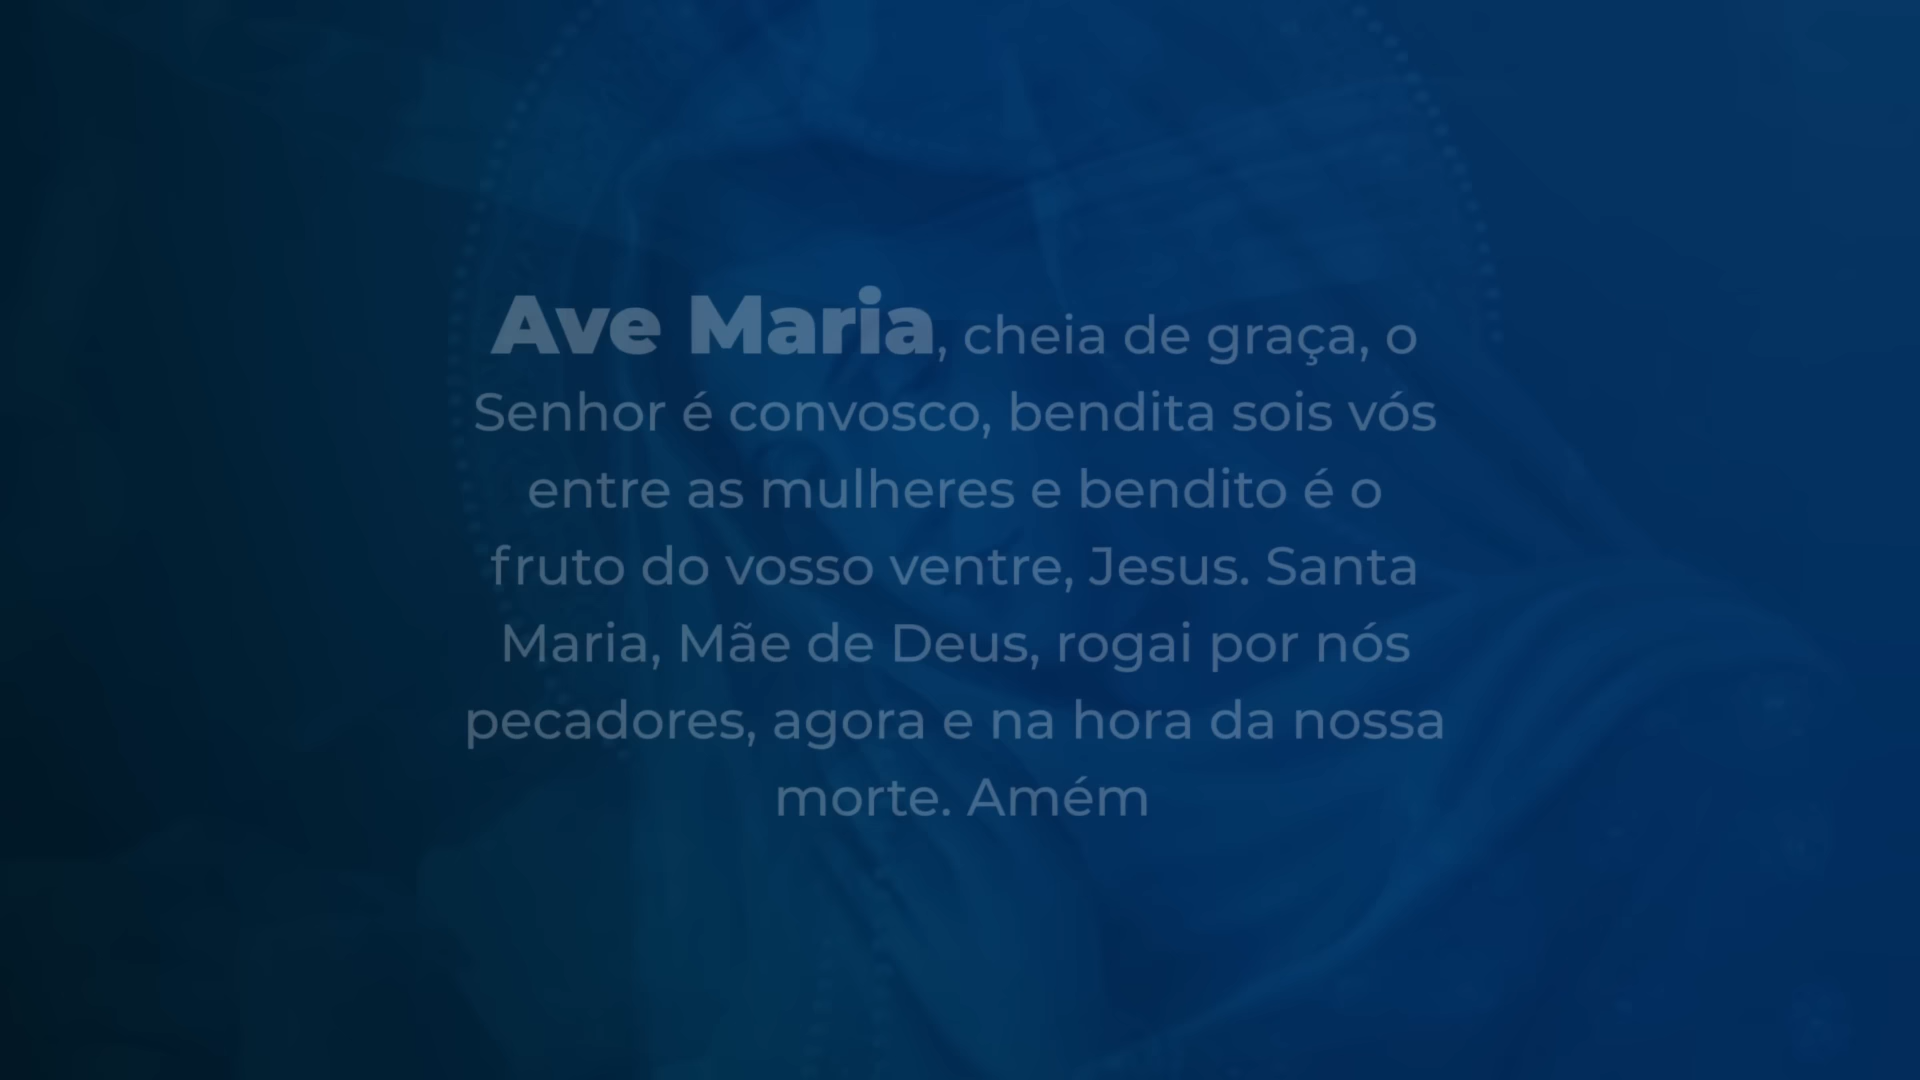 Ave Maria, cheia de graça, o
Senhor é convosco, bendita sois vós
entre as mulheres e bendito é o
fruto do vosso ventre, Jesus. Santa
Maria, Mãe de Deus, rogai por nós
pecadores, agora e na hora da nossa
morte. Amém